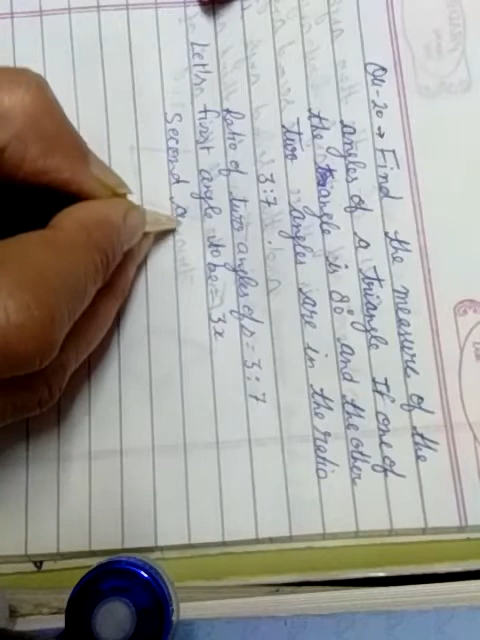 Qu-20→ Find the measure of the
angles of a triangle If one of
the triangle is 80 and the other
two angles are in the ratio
3:7
Ratio of two angles of Δ = 3:7
Let's first angle to be = 3x
Second a